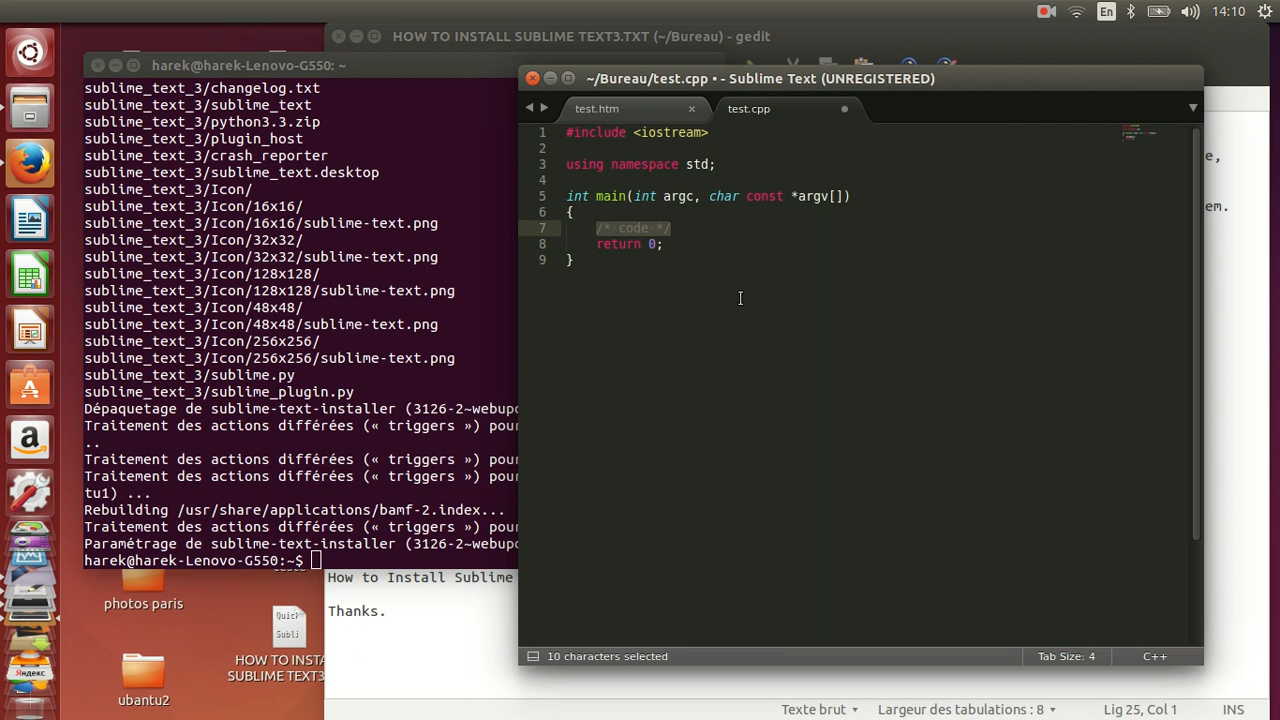 En
14:10
HOW TO INSTALL SUBLIME TEXT3.TXT (~/Bureau) - gedit
harek@harek-Lenovo-G550: ~
sublime_text_3/changelog.txt
sublime_text_3/sublime_text
sublime_text_3/python3.3.zip
sublime_text_3/plugin_host
sublime_text_3/crash_reporter
sublime_text_3/sublime_text.desktop
sublime_text_3/Icon/
sublime_text_3/Icon/16x16/
sublime_text_3/Icon/16x16/sublime-text.png
sublime_text_3/Icon/32x32/
sublime_text_3/Icon/32x32/sublime-text.png
sublime_text_3/Icon/128x128/
sublime_text_3/Icon/128x128/sublime-text.png
sublime_text_3/Icon/48x48/
sublime_text_3/Icon/48x48/sublime-text.png
sublime_text_3/Icon/256x256/
sublime_text_3/Icon/256x256/sublime-text.png
sublime_text_3/sublime.py
sublime_text_3/sublime_plugin.py
Dépaquetage de sublime-text-installer (3126-2~webupd
Traitement des actions différées (« triggers ») pour
..
Traitement des actions différées (« triggers ») pour
Traitement des actions différées (« triggers ») pour
tu1) ...
Rebuilding /usr/share/applications/bamf-2.index...
Traitement des actions différées (« triggers ») pour
Paramétrage de sublime-text-installer (3126-2~webupd
harek@harek-Lenovo-G550:~$
~/Bureau/test.cpp • - Sublime Text (UNREGISTERED)
test.htm
test.cpp
1 #include <iostream>
2
3 using namespace std;
4
5 int main(int argc, char const *argv[])
6 {
7 /* code */
8 return 0;
9 }
10 characters selected
Tab Size: 4
C++
em.
How to Install Sublime
Thanks.
photos paris
Quick
Subli
HOW TO INSTA
SUBLIME TEXT3
ubantu2
Яндекс
Texte brut
Largeur des tabulations : 8
Lig 25, Col 1
INS